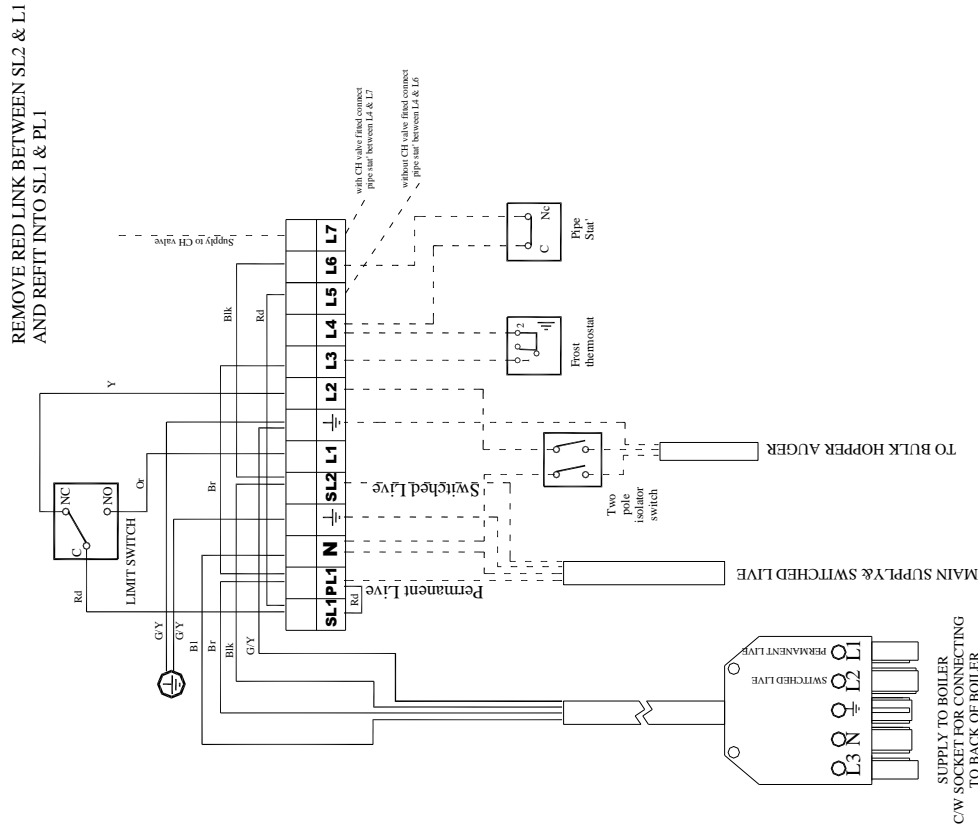 REMOVE RED LINK BETWEEN SL2 & L1
AND REFIT INTO SL1 & PL1
with CH valve fitted connect
pipe stat' between L4 & L7
without CH valve fitted connect
pipe stat' between L4 & L6
Supply to CH valve
Blk
Rd
Y
Or
Br
NC
NO
C
LIMIT SWITCH
Rd
G/Y
G/Y
Bl
Br
Blk
G/Y
L7
L6
L5
L4
L3
L2
L1
SL2
N
PL1
SL1
Rd
Switched Live
Permanent Live
C
Nc
Pipe
Stat'
1
2
Frost
thermostat
Two
pole
isolator
switch
TO BULK HOPPER AUGER
MAIN SUPPLY & SWITCHED LIVE
PERMANENT LIVE
SWITCHED LIVE
L1
L2
N
L3
SUPPLY TO BOILER
C/W SOCKET FOR CONNECTING
TO BACK OF BOILER